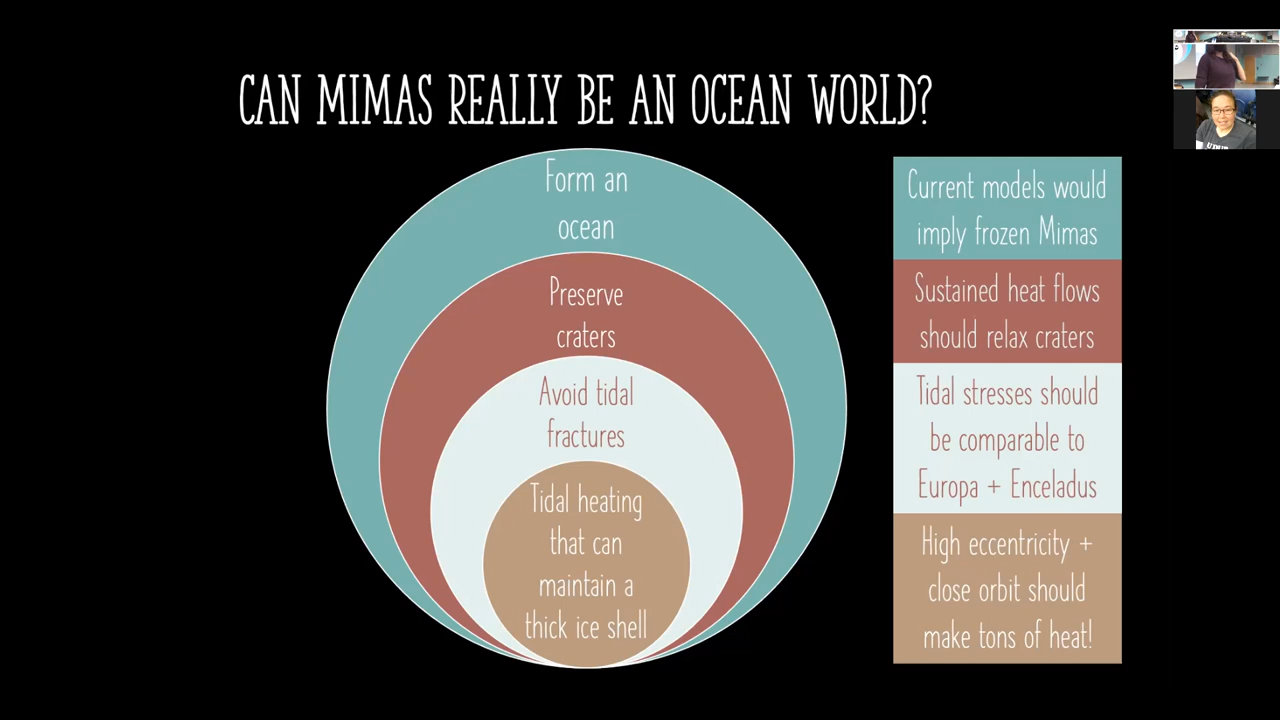 CAN MIMAS REALLY BE AN OCEAN WORLD?
Form an
ocean
Preserve
craters
Avoid tidal
fractures
Tidal heating
that can
maintain a
thick ice shell
Current models would
imply frozen Mimas
Sustained heat flows
should relax craters
Tidal stresses should
be comparable to
Europa + Enceladus
High eccentricity +
close orbit should
make tons of heat!